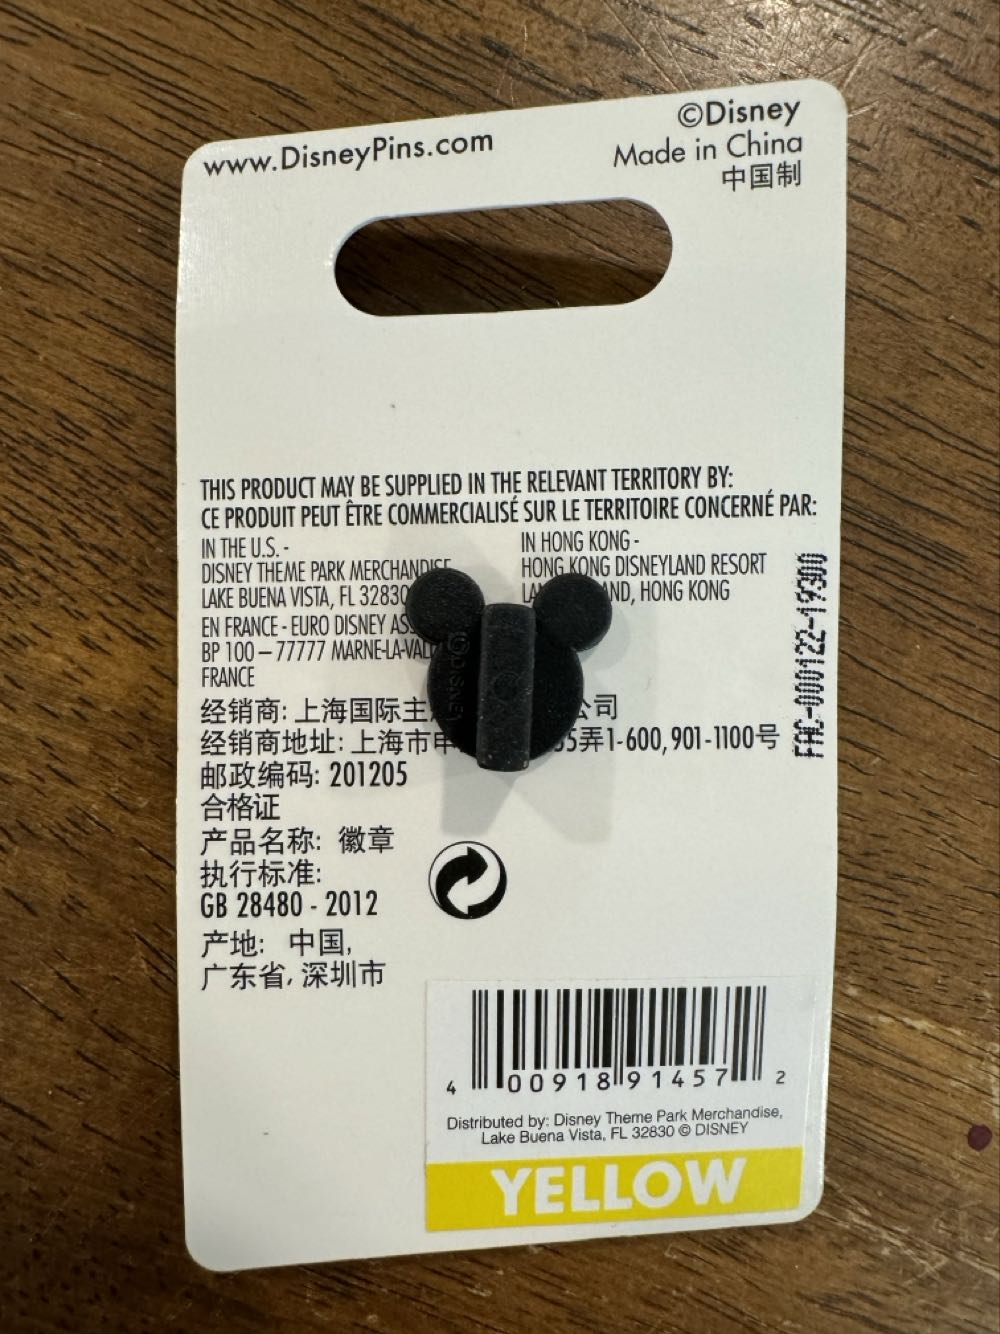 www.DisneyPins.com
©Disney
Made in China
中国制
THIS PRODUCT MAY BE SUPPLIED IN THE RELEVANT TERRITORY BY:
CE PRODUIT PEUT ÊTRE COMMERCIALISÉ SUR LE TERRITOIRE CONCERNÉ PAR:
IN THE U.S. -
DISNEY THEME PARK MERCHANDISE
LAKE BUENA VISTA, FL 32830
EN FRANCE - EURO DISNEY
BP 100 – 77777
FRANCE
IN HONG KONG -
HONG KONG DISNEYLAND RESORT
HONG KONG
FAC-000122-19300
©DISNEY
经销商: 上海国际主 公司
经销商地址: 上海市申 5弄1-600, 901-1100号
邮政编码: 201205
合格证
产品名称: 徽章
执行标准:
GB 28480 - 2012
产地: 中国,
广东省, 深圳市
4 00918 91457 2
Distributed by: Disney Theme Park Merchandise,
Lake Buena Vista, FL 32830 © DISNEY
YELLOW